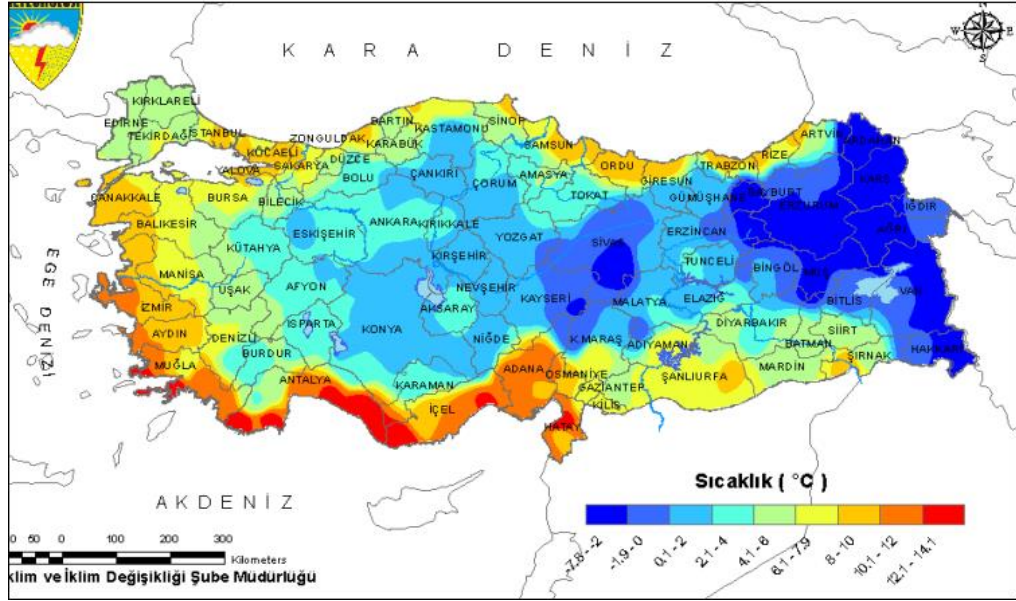 KARA DENİZ
W E
S
KIRKLARELİ
EDİRNE
TEKİRDAĞ
İSTANBUL
KOCAELİ
YALOVA
SAKARYA
ZONGULDAK
DÜZCE
BARTIN
KARABÜK
KASTAMONU
SİNOP
SAMSUN
ORDU
GİRESUN
TRABZON
RİZE
ARTVİN
ARDAHAN
KARS
IĞDIR
AĞRI
ERZURUM
BAYBURT
GÜMÜŞHANE
ÇANAKKALE
BALIKESİR
BURSA
BİLECİK
BOLU
ÇANKIRI
ÇORUM
AMASYA
TOKAT
KÜTAHYA
ESKİŞEHİR
ANKARA
KIRIKKALE
YOZGAT
SİVAS
ERZİNCAN
TUNCELİ
BİNGÖL
MUŞ
BİTLİS
VAN
HAKKARİ
MANİSA
UŞAK
AFYON
KIRŞEHİR
NEVŞEHİR
AKSARAY
KAYSERİ
MALATYA
ELAZIĞ
DİYARBAKIR
BATMAN
SİİRT
ŞIRNAK
MARDİN
İZMİR
AYDIN
DENİZLİ
ISPARTA
BURDUR
KONYA
NİĞDE
K.MARAŞ
ADIYAMAN
ŞANLIURFA
MUĞLA
ANTALYA
KARAMAN
İÇEL
ADANA
OSMANİYE
GAZİANTEP
KİLİS
HATAY
EGE DENİZİ
AKDENİZ
Sıcaklık ( °C )
-7.8--2
-1.9-0
0.1-2
2.1-4
4.1-6
6.1-7.9
8-10
10.1-12
12.1-14.1
0 50 0 100 200 300
Kilometers
klim ve İklim Değişikliği Şube Müdürlüğü